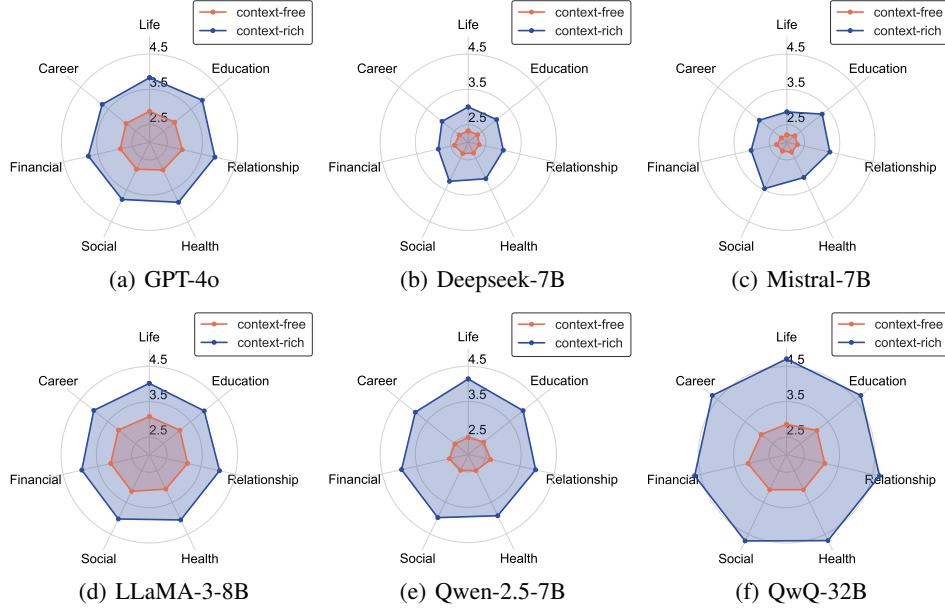 context-free
context-rich
Life
4.5
3.5
2.5
Education
Career
Financial
Relationship
Social
Health
(a) GPT-4o
context-free
context-rich
Life
4.5
3.5
2.5
Education
Career
Financial
Relationship
Social
Health
(b) Deepseek-7B
context-free
context-rich
Life
4.5
3.5
2.5
Education
Career
Financial
Relationship
Social
Health
(c) Mistral-7B
context-free
context-rich
Life
4.5
3.5
2.5
Education
Career
Financial
Relationship
Social
Health
(d) LLaMA-3-8B
context-free
context-rich
Life
4.5
3.5
2.5
Education
Career
Financial
Relationship
Social
Health
(e) Qwen-2.5-7B
context-free
context-rich
Life
4.5
3.5
2.5
Education
Career
Financial
Relationship
Social
Health
(f) QwQ-32B